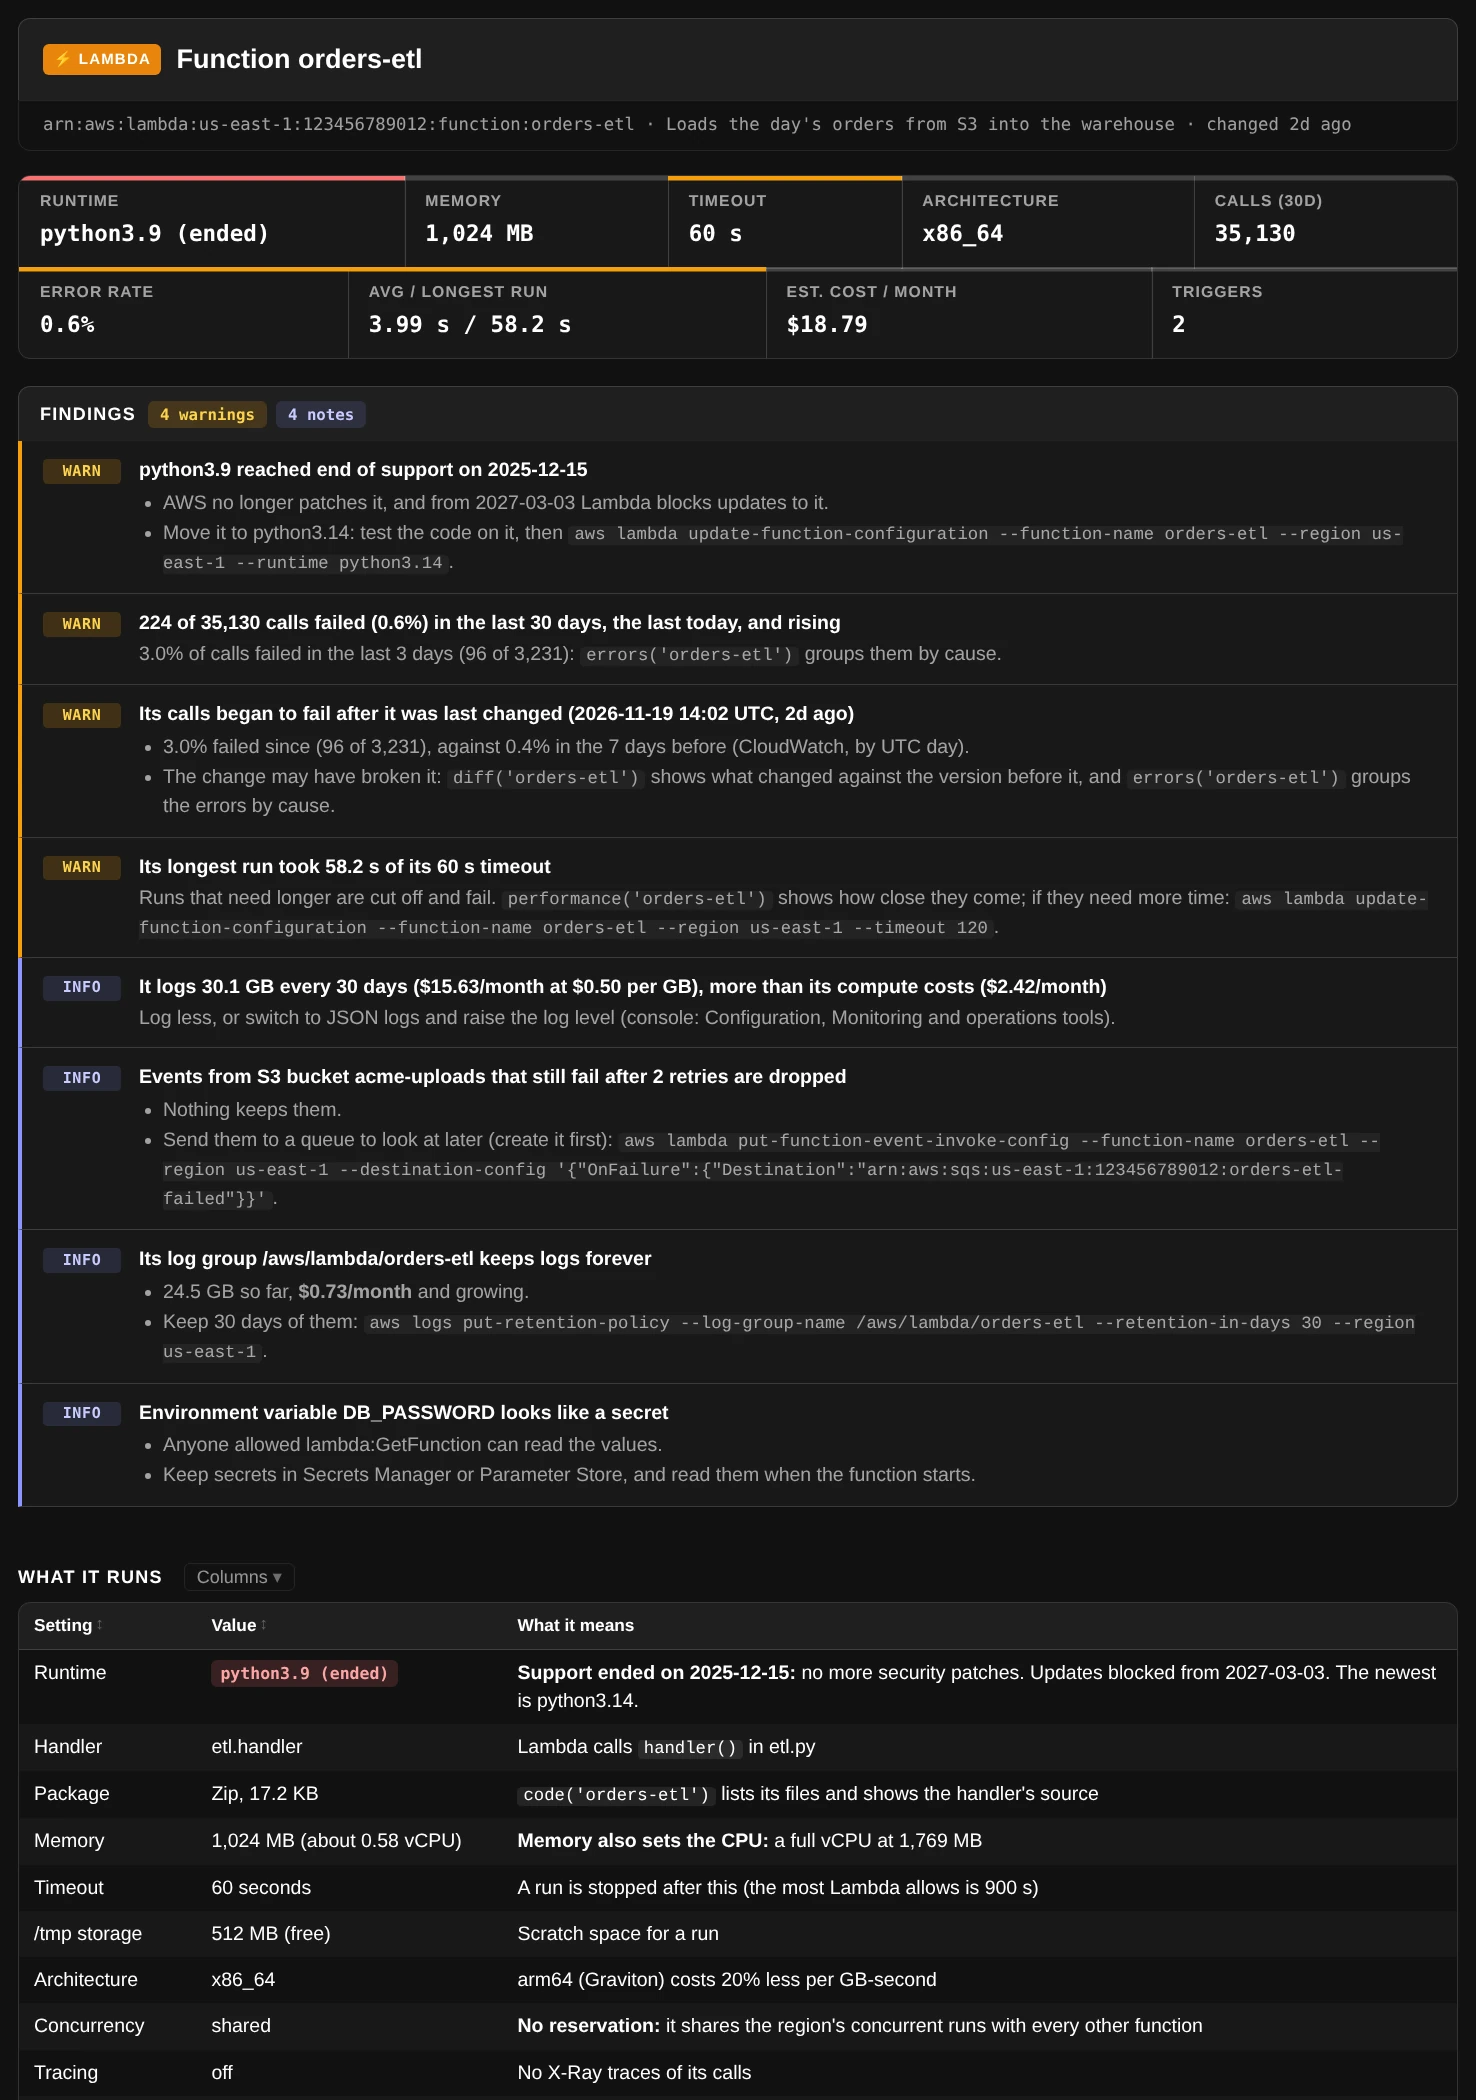 ⚡ LAMBDA Function orders-etl
arn:aws:lambda:us-east-1:123456789012:function:orders-etl · Loads the day's orders from S3 into the warehouse · changed 2d ago
RUNTIME MEMORY TIMEOUT ARCHITECTURE CALLS (30D)
python3.9 (ended) 1,024 MB 60 s x86_64 35,130
ERROR RATE AVG / LONGEST RUN EST. COST / MONTH TRIGGERS
0.6% 3.99 s / 58.2 s $18.79 2
FINDINGS 4 warnings 4 notes
WARN python3.9 reached end of support on 2025-12-15
• AWS no longer patches it, and from 2027-03-03 Lambda blocks updates to it.
• Move it to python3.14: test the code on it, then aws lambda update-function-configuration --function-name orders-etl --region us-
east-1 --runtime python3.14.
WARN 224 of 35,130 calls failed (0.6%) in the last 30 days, the last today, and rising
3.0% of calls failed in the last 3 days (96 of 3,231): errors('orders-etl') groups them by cause.
WARN Its calls began to fail after it was last changed (2026-11-19 14:02 UTC, 2d ago)
• 3.0% failed since (96 of 3,231), against 0.4% in the 7 days before (CloudWatch, by UTC day).
• The change may have broken it: diff('orders-etl') shows what changed against the version before it, and errors('orders-etl') groups
the errors by cause.
WARN Its longest run took 58.2 s of its 60 s timeout
Runs that need longer are cut off and fail. performance('orders-etl') shows how close they come; if they need more time: aws lambda update-
function-configuration --function-name orders-etl --region us-east-1 --timeout 120.
INFO It logs 30.1 GB every 30 days ($15.63/month at $0.50 per GB), more than its compute costs ($2.42/month)
Log less, or switch to JSON logs and raise the log level (console: Configuration, Monitoring and operations tools).
INFO Events from S3 bucket acme-uploads that still fail after 2 retries are dropped
• Nothing keeps them.
• Send them to a queue to look at later (create it first): aws lambda put-function-event-invoke-config --function-name orders-etl --
region us-east-1 --destination-config '{"OnFailure":{"Destination":"arn:aws:sqs:us-east-1:123456789012:orders-etl-
failed"}}'.
INFO Its log group /aws/lambda/orders-etl keeps logs forever
• 24.5 GB so far, $0.73/month and growing.
• Keep 30 days of them: aws logs put-retention-policy --log-group-name /aws/lambda/orders-etl --retention-in-days 30 --region
us-east-1.
INFO Environment variable DB_PASSWORD looks like a secret
• Anyone allowed lambda:GetFunction can read the values.
• Keep secrets in Secrets Manager or Parameter Store, and read them when the function starts.
WHAT IT RUNS Columns ▾
Setting ↕ Value ↕ What it means
Runtime python3.9 (ended) Support ended on 2025-12-15: no more security patches. Updates blocked from 2027-03-03. The newest
is python3.14.
Handler etl.handler Lambda calls handler() in etl.py
Package Zip, 17.2 KB code('orders-etl') lists its files and shows the handler's source
Memory 1,024 MB (about 0.58 vCPU) Memory also sets the CPU: a full vCPU at 1,769 MB
Timeout 60 seconds A run is stopped after this (the most Lambda allows is 900 s)
/tmp storage 512 MB (free) Scratch space for a run
Architecture x86_64 arm64 (Graviton) costs 20% less per GB-second
Concurrency shared No reservation: it shares the region's concurrent runs with every other function
Tracing off No X-Ray traces of its calls